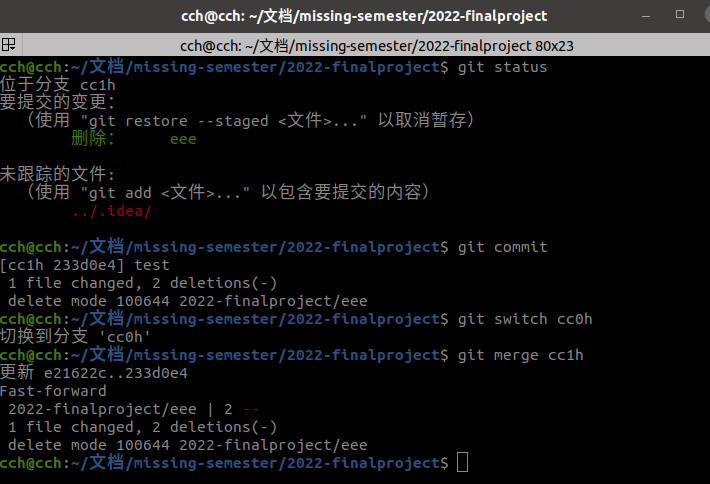 cch@cch: ~/文档/missing-semester/2022-finalproject
cch@cch: ~/文档/missing-semester/2022-finalproject 80x23
cch@cch:~/文档/missing-semester/2022-finalproject$ git status
位于分支 cc1h
要提交的变更：
  （使用 "git restore --staged <文件>..." 以取消暂存）
        删除：     eee

未跟踪的文件:
  （使用 "git add <文件>..." 以包含要提交的内容）
        ../.idea/

cch@cch:~/文档/missing-semester/2022-finalproject$ git commit
[cc1h 233d0e4] test
 1 file changed, 2 deletions(-)
 delete mode 100644 2022-finalproject/eee
cch@cch:~/文档/missing-semester/2022-finalproject$ git switch cc0h
切换到分支 'cc0h'
cch@cch:~/文档/missing-semester/2022-finalproject$ git merge cc1h
更新 e21622c..233d0e4
Fast-forward
 2022-finalproject/eee | 2 --
 1 file changed, 2 deletions(-)
 delete mode 100644 2022-finalproject/eee
cch@cch:~/文档/missing-semester/2022-finalproject$